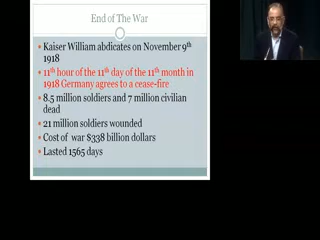 End of The War
Kaiser William abdicates on November 9th
1918
11th hour of the 11th day of the 11th month in
1918 Germany agrees to a cease-fire
8.5 million soldiers and 7 million civilian
dead
21 million soldiers wounded
Cost of war $338 billion dollars
Lasted 1565 days